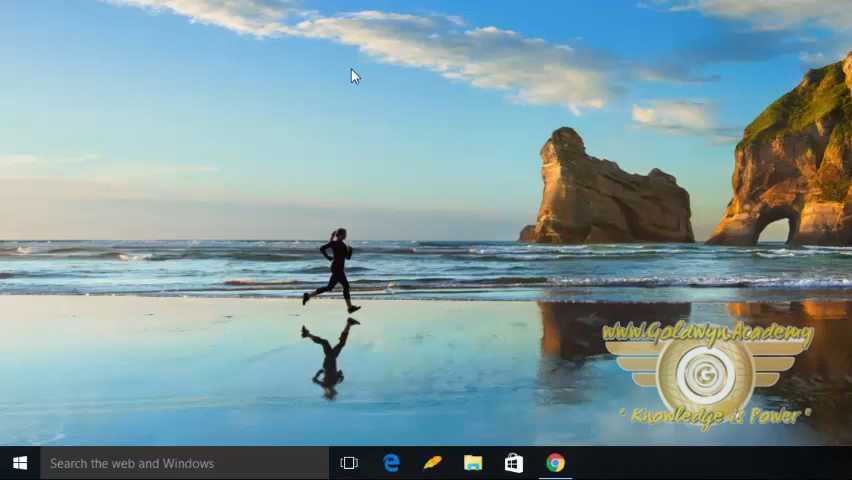 www.Goldwyn.Academy
G
" Knowledge is Power "
Search the web and Windows